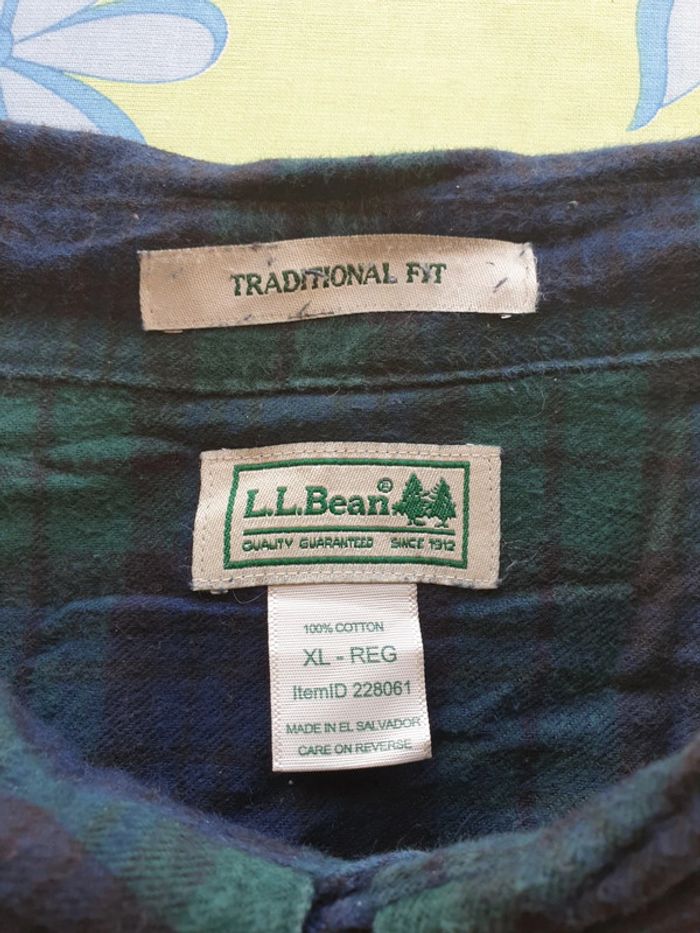 TRADITIONAL FIT
L.L.Bean®
QUALITY GUARANTEED SINCE 1912
100% COTTON
XL - REG
ItemID 228061
MADE IN EL SALVADOR
CARE ON REVERSE